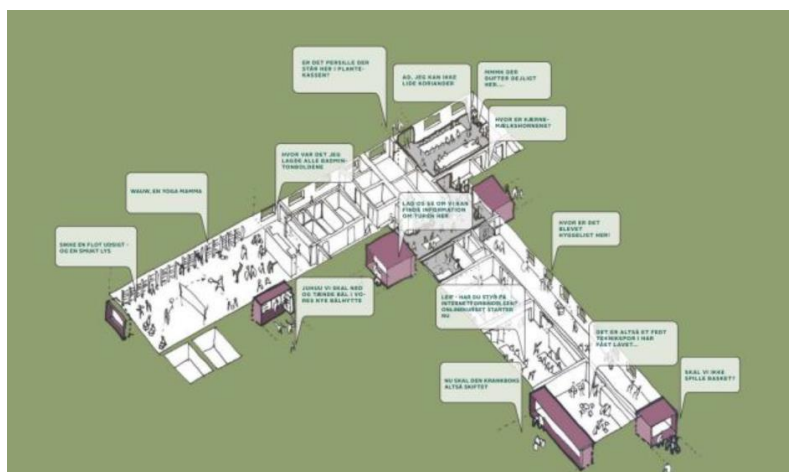 ER DET PERSILLE DER
STÅR HER I PLANTE-
KASSEN?
AD, JEG KAN IKKE
LIDE KORIANDER
MMMM DER
DUFTER DEJLIGT
HER...
HVOR ER KÆRNE-
MÆLKSHORNENE?
HVOR VAR DET JEG
LAGDE ALLE BADMIN-
TONBOLDENE
WAUW, EN YOGA MAMMA
LAD OS SE OM VI KAN
FINDE INFORMATION
OM TUREN HER
HVOR ER DET
BLEVET
HYGGELIGT HER!
SIKKE EN FLOT UDSIGT -
OG EN SMUKT LYS
JUHUU VI SKAL NED
OG TÆNDE BÅL I VO-
RES NYE BÅLHYTTE
LEIF - HAR DU STYR PÅ
INTERNETFORBINDELSEN?
ONLINEKURSET STARTER
NU
DET ER ALTSÅ ET FEDT
TEKNIKSPOR I HAR
FÅET LAVET...
NU SKAL DEN KRANKBOKS
ALTSÅ SKIFTET
SKAL VI IKKE
SPILLE BASKET?